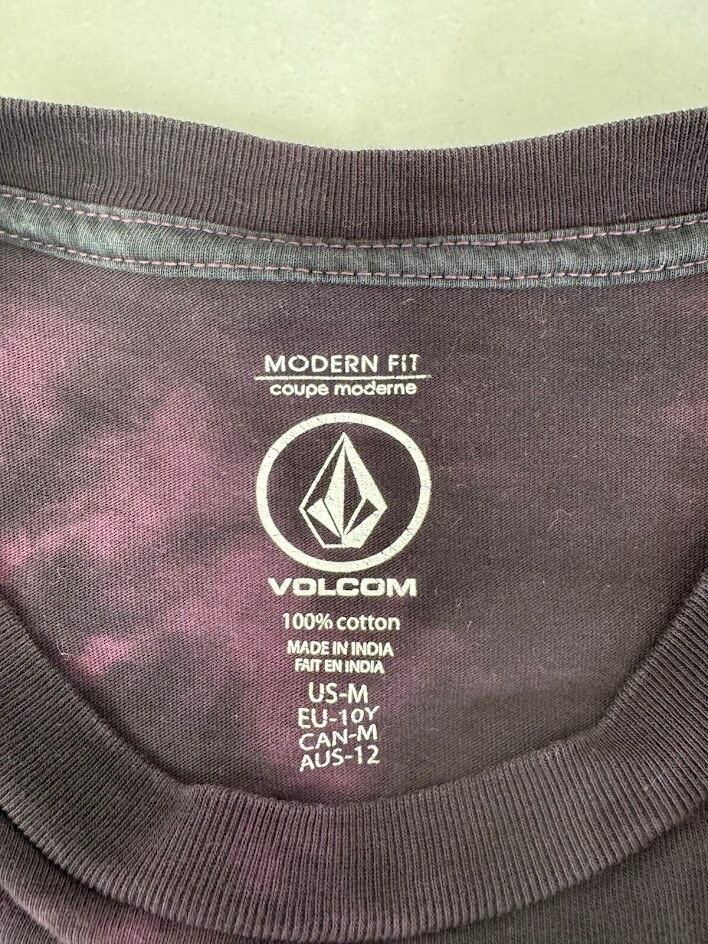 MODERN FIT
coupe moderne
VOLCOM
100% cotton
MADE IN INDIA
FAIT EN INDIA
US-M
EU-10Y
CAN-M
AUS-12